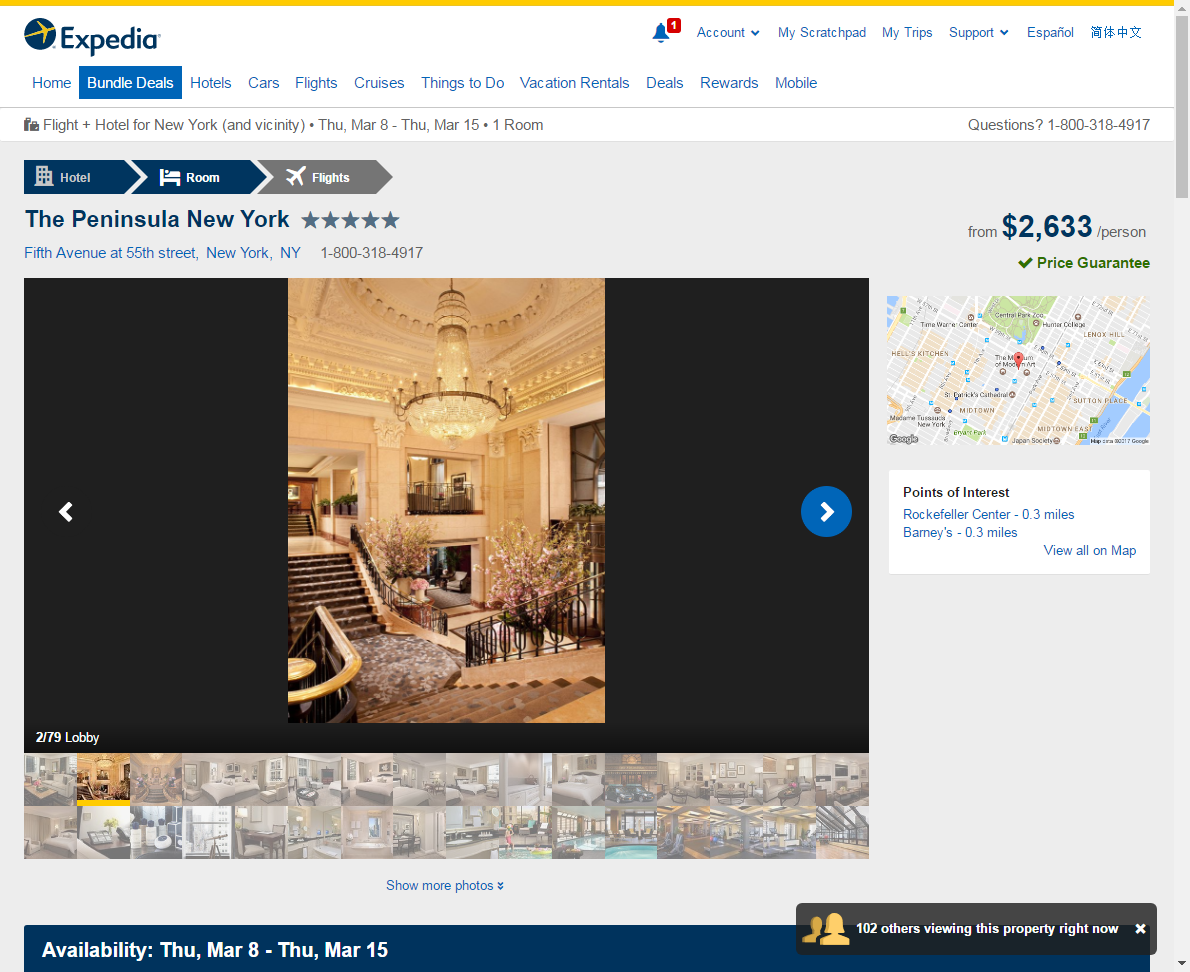 Expedia
1
Account
My Scratchpad
My Trips
Support
Español
简体中文
Home
Bundle Deals
Hotels
Cars
Flights
Cruises
Things to Do
Vacation Rentals
Deals
Rewards
Mobile
Flight + Hotel for New York (and vicinity) • Thu, Mar 8 - Thu, Mar 15 • 1 Room
Questions? 1-800-318-4917
Hotel
Room
Flights
The Peninsula New York
from $2,633 /person
Fifth Avenue at 55th street, New York, NY 1-800-318-4917
Price Guarantee
Central Park Zoo
Time Warner Center
Hunter College
LENOX HILL
HELL'S KITCHEN
The Museum
of Modern Art
St. Patrick's Cathedral
SUTTON PLACE
MIDTOWN
Madame Tussauds
New York
Bryant Park
MIDTOWN EAST
Japan Society
Google
Map data ©2017 Google
Points of Interest
Rockefeller Center - 0.3 miles
Barney's - 0.3 miles
View all on Map
2/79 Lobby
Show more photos
102 others viewing this property right now
Availability: Thu, Mar 8 - Thu, Mar 15